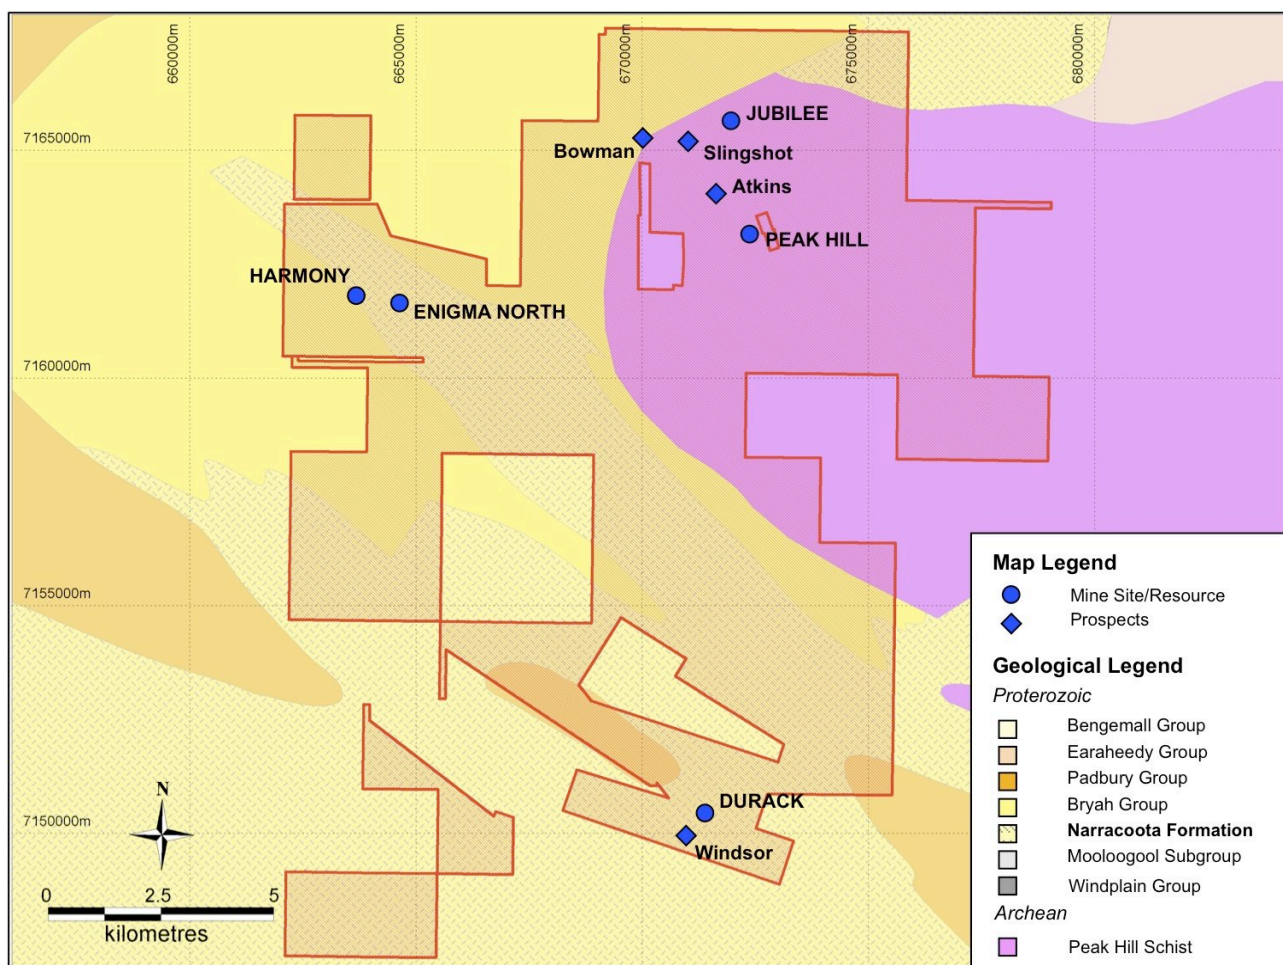 660000m
665000m
670000m
675000m
680000m
7165000m
JUBILEE
Bowman
Slingshot
Atkins
PEAK HILL
HARMONY
ENIGMA NORTH
7160000m
7155000m
7150000m
DURACK
Windsor
N
0 2.5 5
kilometres
Map Legend
Mine Site/Resource
Prospects
Geological Legend
Proterozoic
Bengemall Group
Earaheedy Group
Padbury Group
Bryah Group
Narracoota Formation
Mooloogool Subgroup
Windplain Group
Archean
Peak Hill Schist